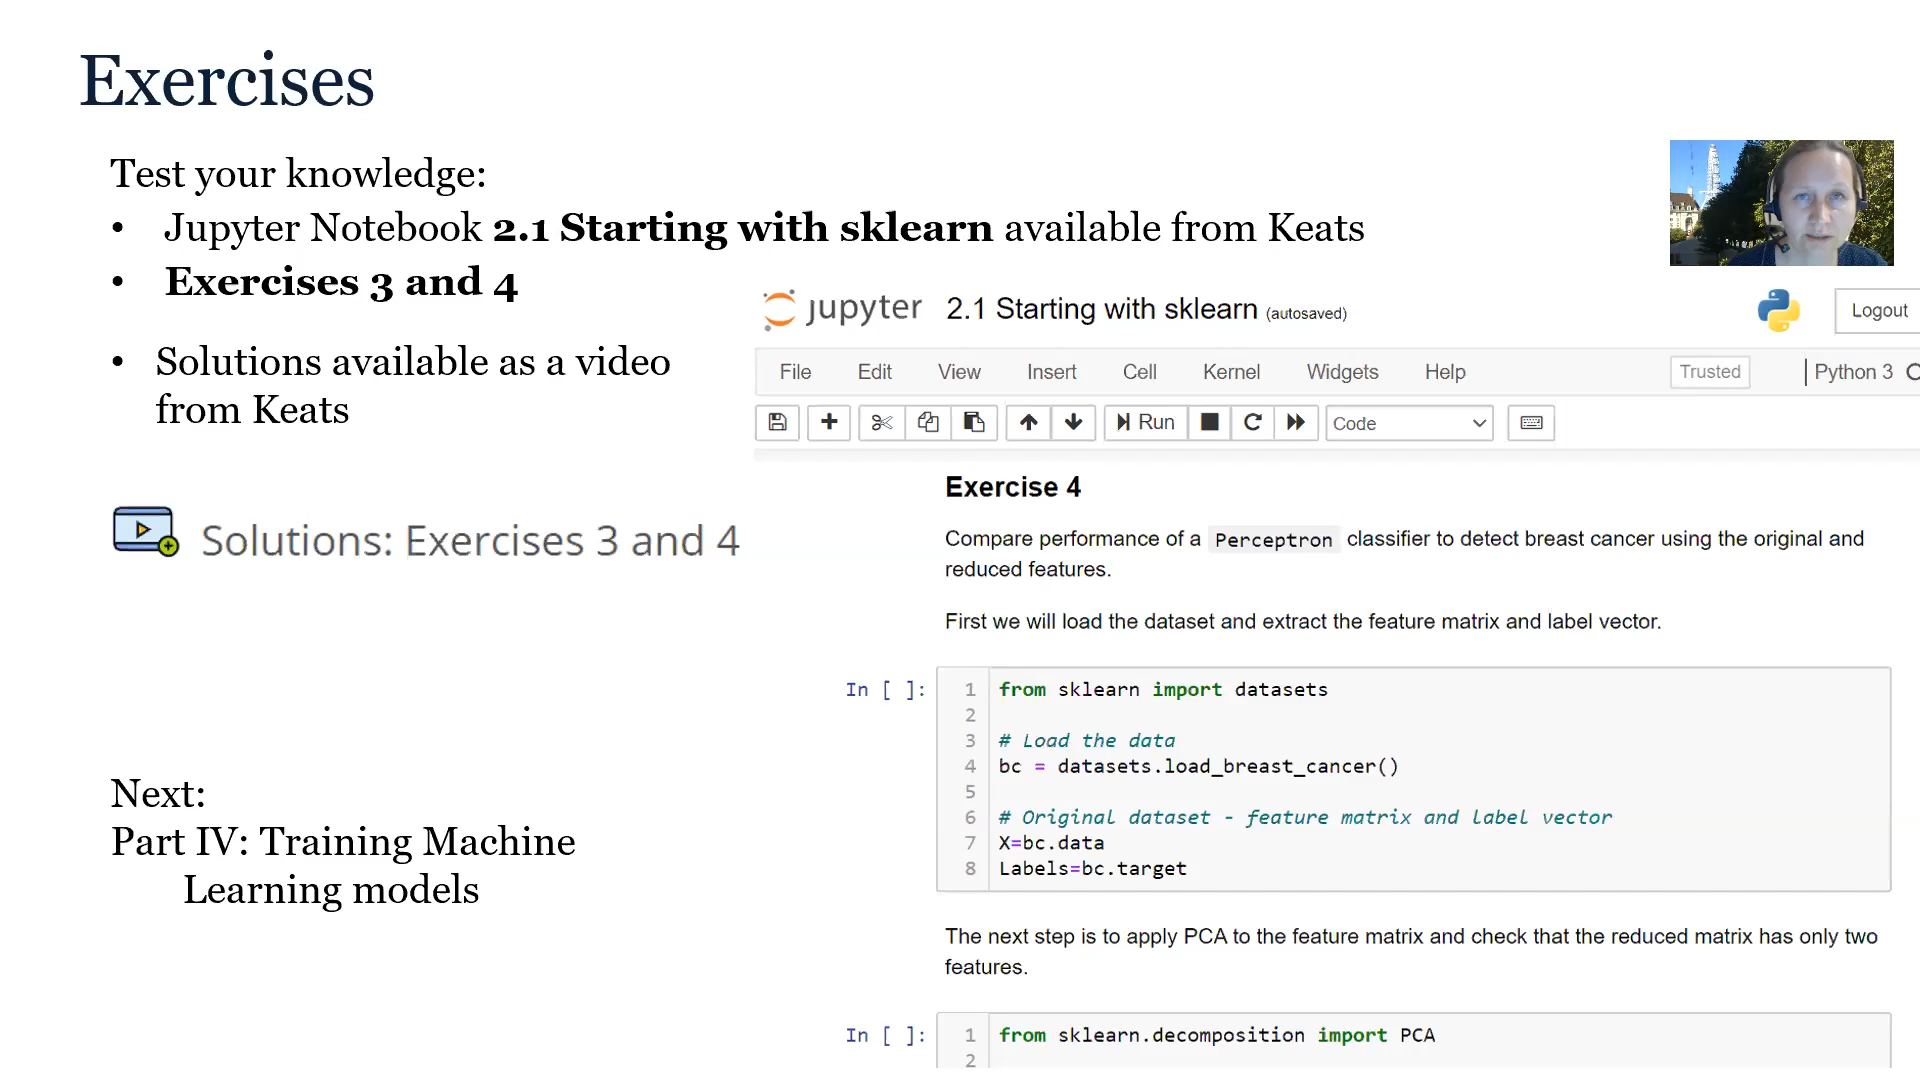 Exercises
Test your knowledge:
• Jupyter Notebook 2.1 Starting with sklearn available from Keats
• Exercises 3 and 4
• Solutions available as a video
from Keats
Solutions: Exercises 3 and 4
Next:
Part IV: Training Machine
Learning models
jupyter 2.1 Starting with sklearn (autosaved)
Logout
File Edit View Insert Cell Kernel Widgets Help
Trusted
Python 3
Run
Code
Exercise 4
Compare performance of a Perceptron classifier to detect breast cancer using the original and
reduced features.
First we will load the dataset and extract the feature matrix and label vector.
In [ ]:
1 from sklearn import datasets
2
3 # Load the data
4 bc = datasets.load_breast_cancer()
5
6 # Original dataset - feature matrix and label vector
7 X=bc.data
8 Labels=bc.target
The next step is to apply PCA to the feature matrix and check that the reduced matrix has only two
features.
In [ ]:
1 from sklearn.decomposition import PCA
2